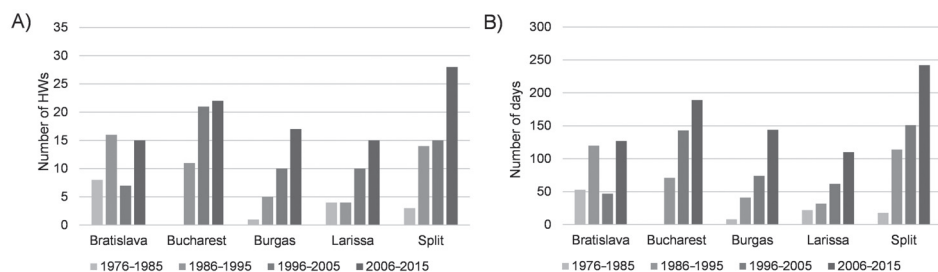 A)
Number of HWs
35
30
25
20
15
10
5
0
Bratislava Bucharest Burgas Larissa Split
1976–1985 1986–1995 1996–2005 2006–2015
B)
Number of days
300
250
200
150
100
50
0
Bratislava Bucharest Burgas Larissa Split
1976–1985 1986–1995 1996–2005 2006–2015